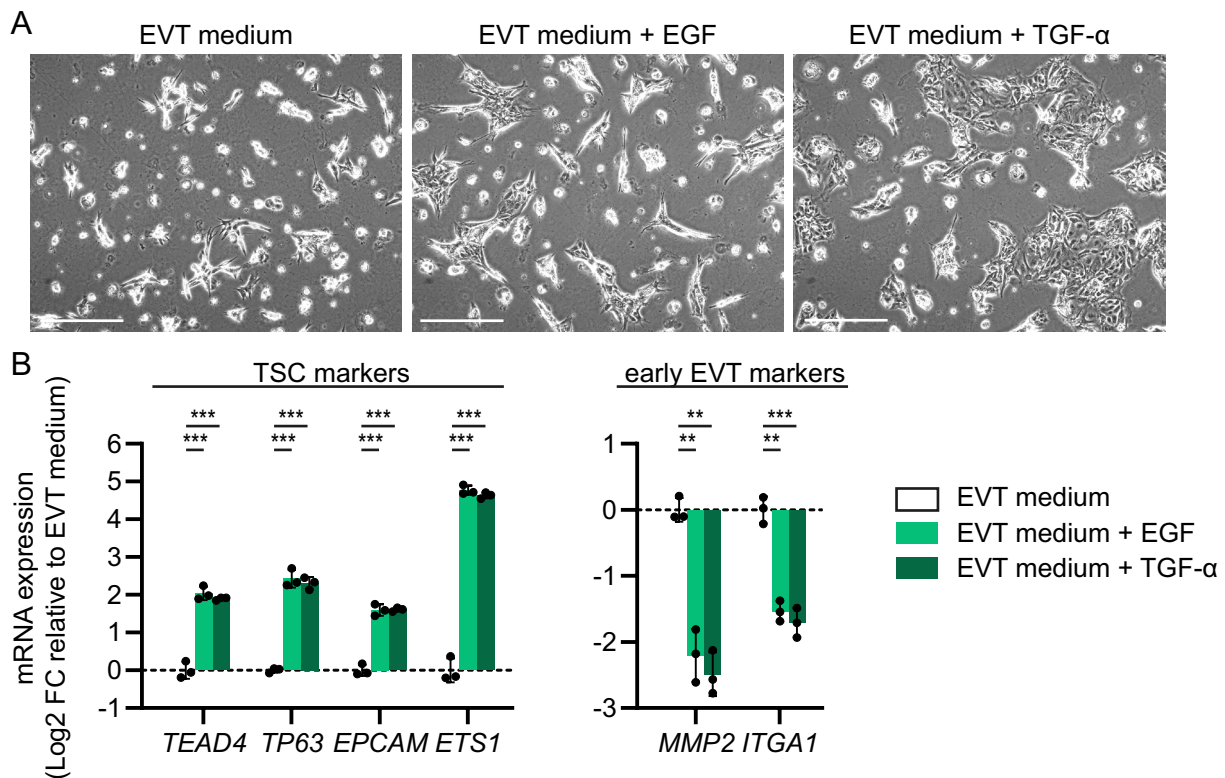 A
EVT medium
EVT medium + EGF
EVT medium + TGF-α
B
TSC markers
early EVT markers
mRNA expression
(Log2 FC relative to EVT medium)
*** *** *** ***
*** *** *** ***
6
5
4
3
2
1
0
-1
TEAD4 TP63 EPCAM ETS1
** ***
** **
1
0
-1
-2
-3
MMP2 ITGA1
EVT medium
EVT medium + EGF
EVT medium + TGF-α